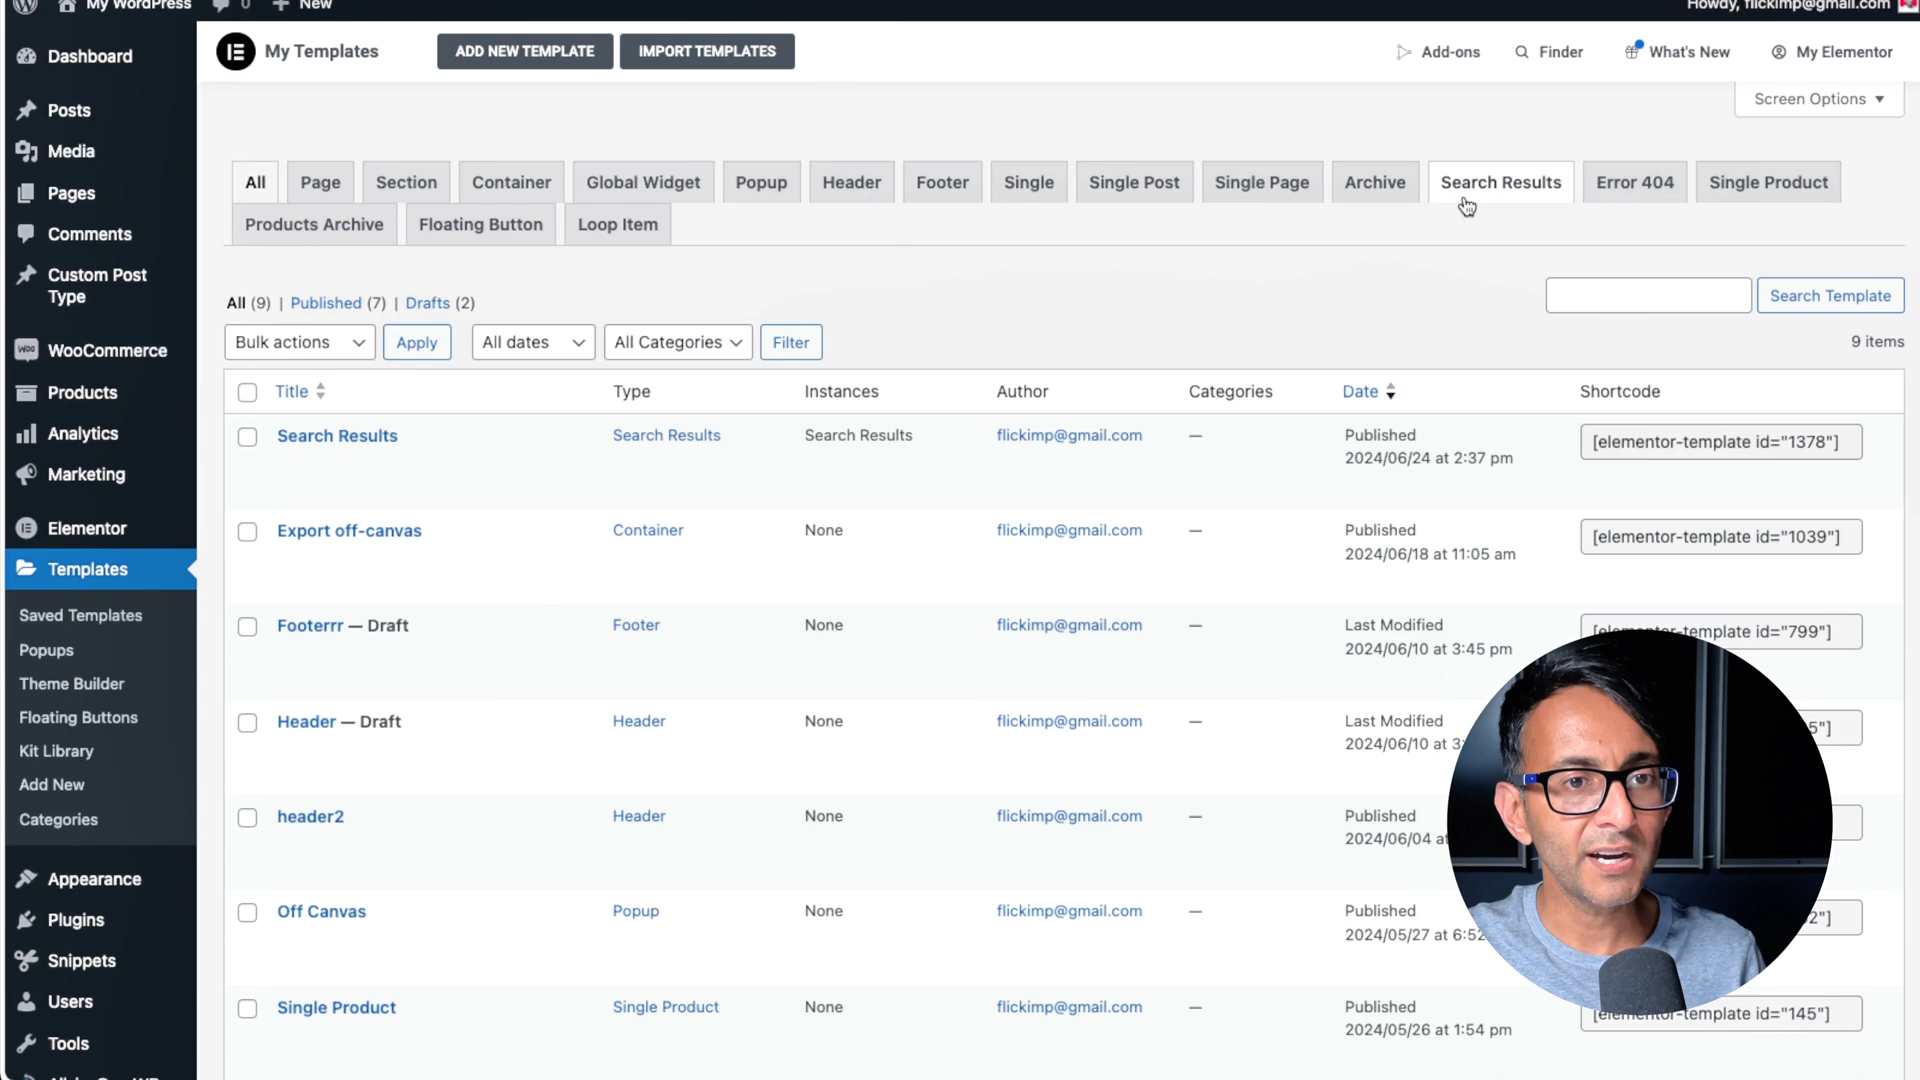 My WordPress 0 New Howdy, flickimp@gmail.com
My Templates ADD NEW TEMPLATE IMPORT TEMPLATES Add-ons Finder What's New My Elementor
Screen Options
Dashboard
Posts
Media
Pages
Comments
Custom Post
Type
WooCommerce
Products
Analytics
Marketing
Elementor
Templates
Saved Templates
Popups
Theme Builder
Floating Buttons
Kit Library
Add New
Categories
Appearance
Plugins
Snippets
Users
Tools
All Page Section Container Global Widget Popup Header Footer Single Single Post Single Page Archive Search Results Error 404 Single Product
Products Archive Floating Button Loop Item
All (9) | Published (7) | Drafts (2)
Search Template
Bulk actions Apply All dates All Categories Filter 9 items
Title Type Instances Author Categories Date Shortcode
Search Results Search Results Search Results flickimp@gmail.com — Published [elementor-template id="1378"]
2024/06/24 at 2:37 pm
Export off-canvas Container None flickimp@gmail.com — Published [elementor-template id="1039"]
2024/06/18 at 11:05 am
Footerrr — Draft Footer None flickimp@gmail.com — Last Modified [elementor-template id="799"]
2024/06/10 at 3:45 pm
Header — Draft Header None flickimp@gmail.com — Last Modified 5"]
2024/06/10 at 3:
header2 Header None flickimp@gmail.com — Published
2024/06/04 at
Off Canvas Popup None flickimp@gmail.com — Published 2"]
2024/05/27 at 6:52
Single Product Single Product None flickimp@gmail.com — Published [elementor-template id="145"]
2024/05/26 at 1:54 pm